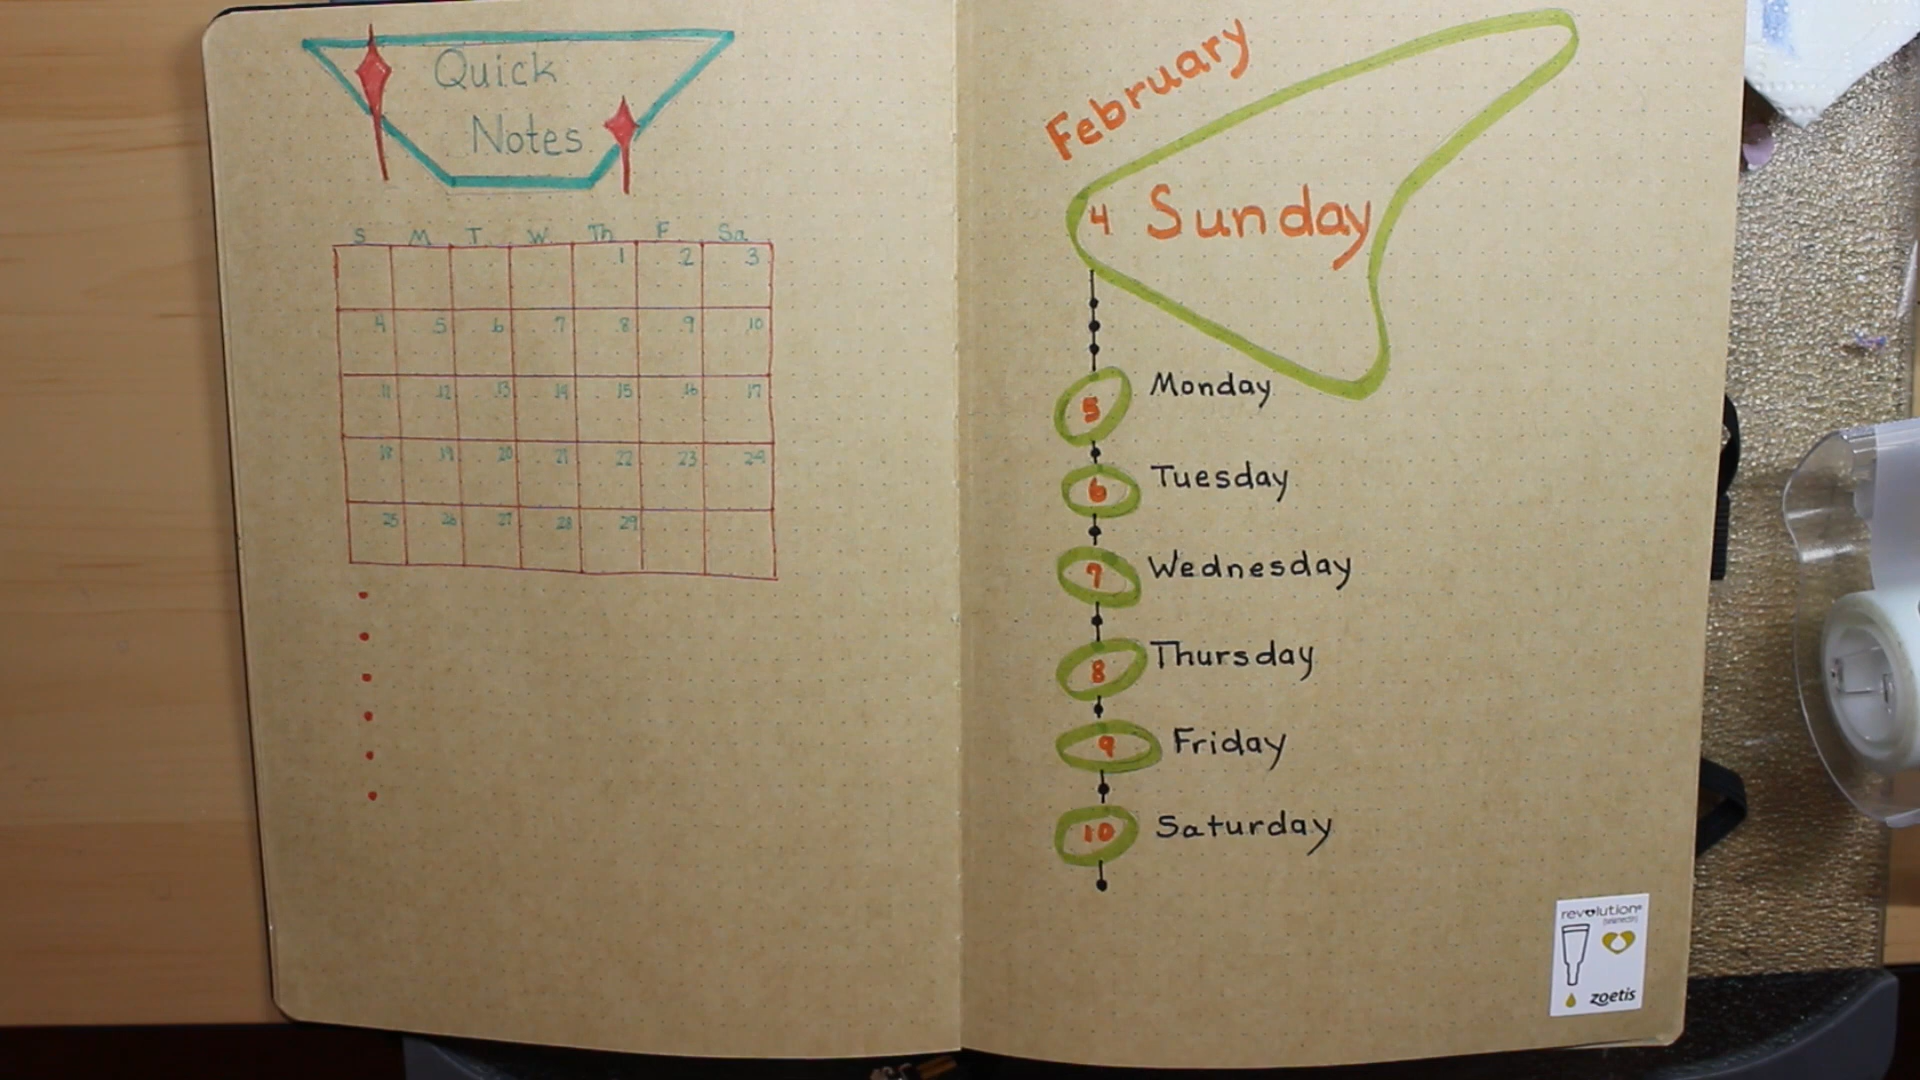 Quick
Notes
S M T W Th F Sa
1 2 3
4 5 6 7 8 9 10
11 12 13 14 15 16 17
18 19 20 21 22 23 24
25 26 27 28 29
February
4 Sunday
5 Monday
6 Tuesday
7 Wednesday
8 Thursday
9 Friday
10 Saturday
revolution®
(selamectin)
zoetis